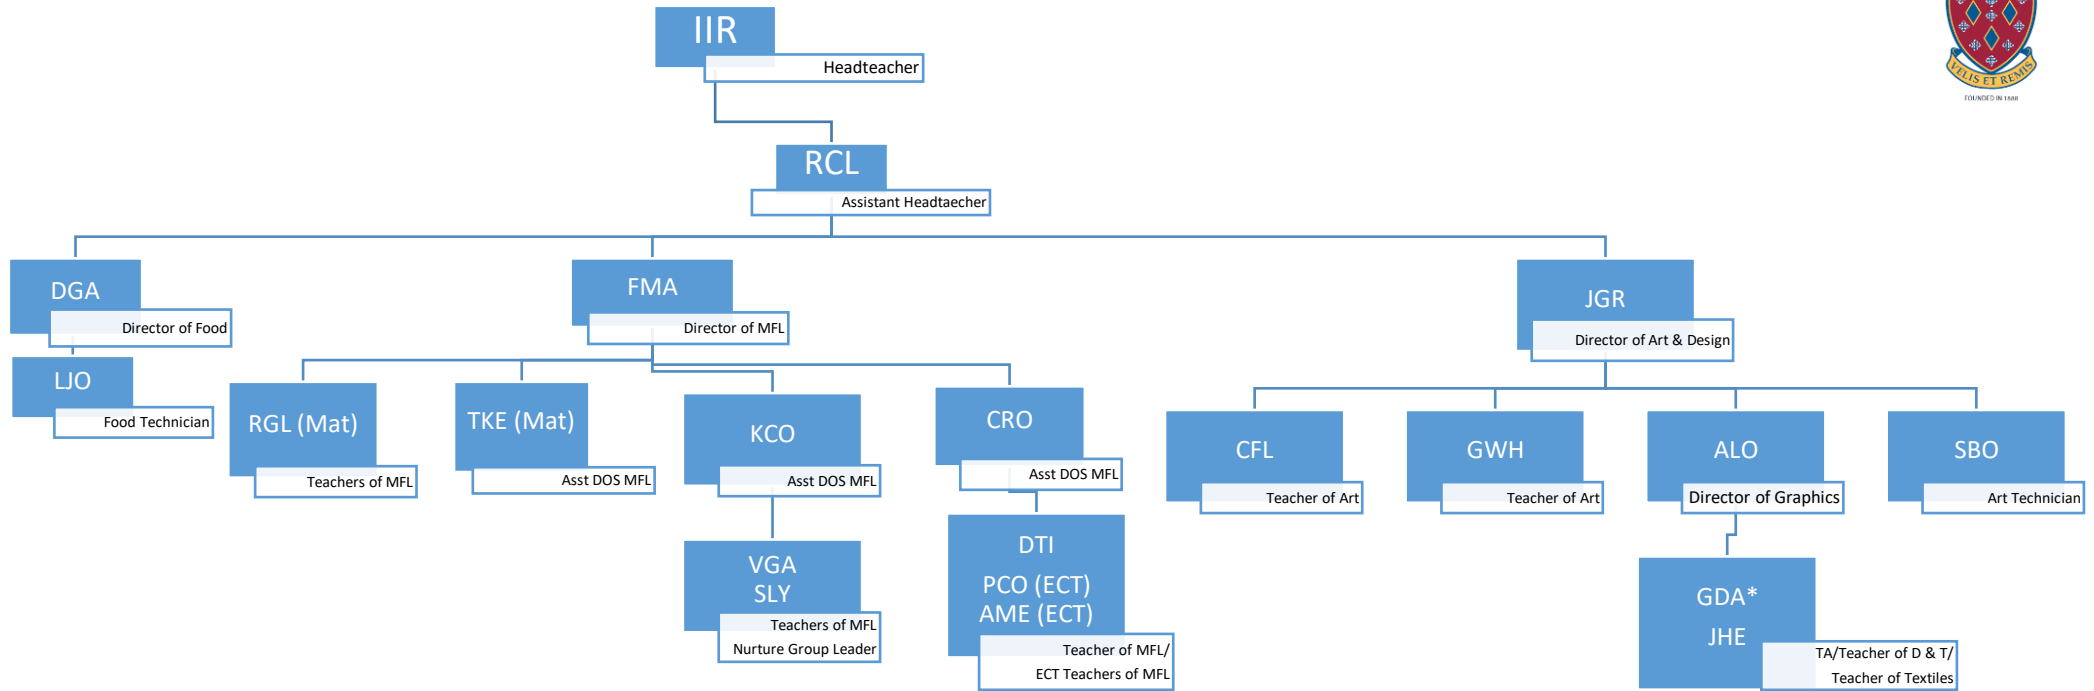 IIR
Headteacher
VELIS ET REMIS
FOUNDED IN 1888
RCL
Assistant Headtaecher
DGA
Director of Food
FMA
Director of MFL
JGR
Director of Art & Design
LJO
Food Technician
RGL (Mat)
Teachers of MFL
TKE (Mat)
Asst DOS MFL
KCO
Asst DOS MFL
CRO
Asst DOS MFL
CFL
Teacher of Art
GWH
Teacher of Art
ALO
Director of Graphics
SBO
Art Technician
VGA
SLY
Teachers of MFL
Nurture Group Leader
DTI
PCO (ECT)
AME (ECT)
Teacher of MFL/
ECT Teachers of MFL
GDA*
JHE
TA/Teacher of D & T/
Teacher of Textiles